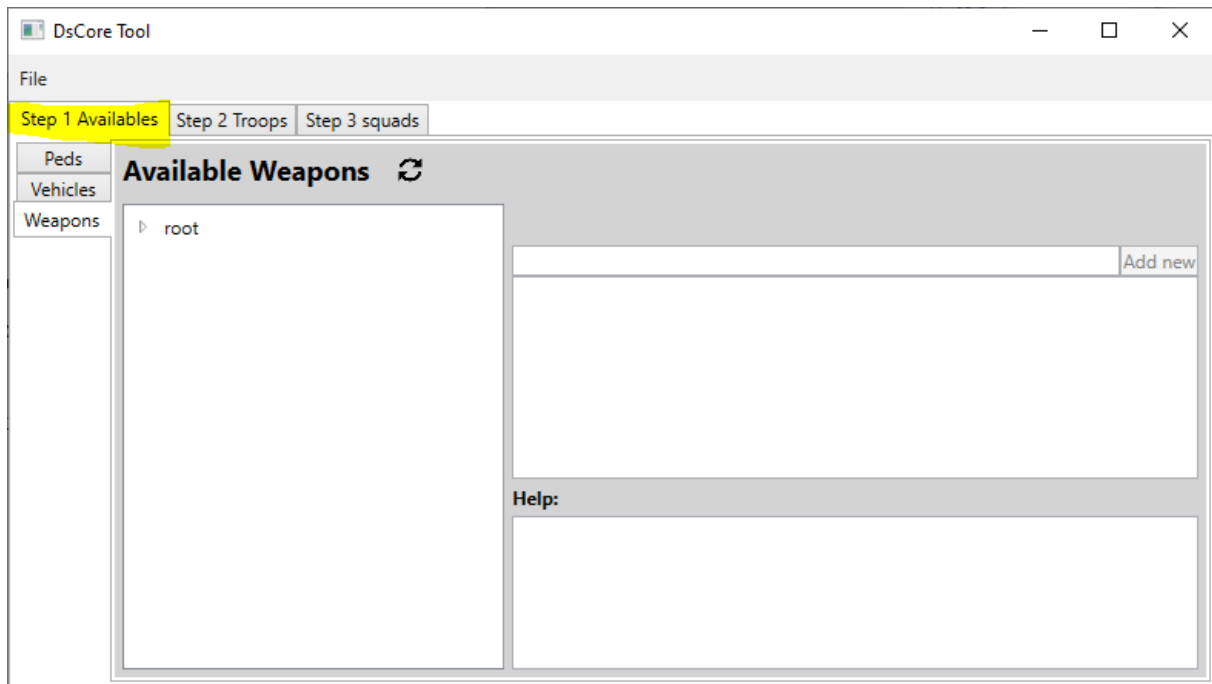 DsCore Tool
File
Step 1 Availables Step 2 Troops Step 3 squads
Peds
Vehicles
Weapons
Available Weapons
root
Add new
Help: